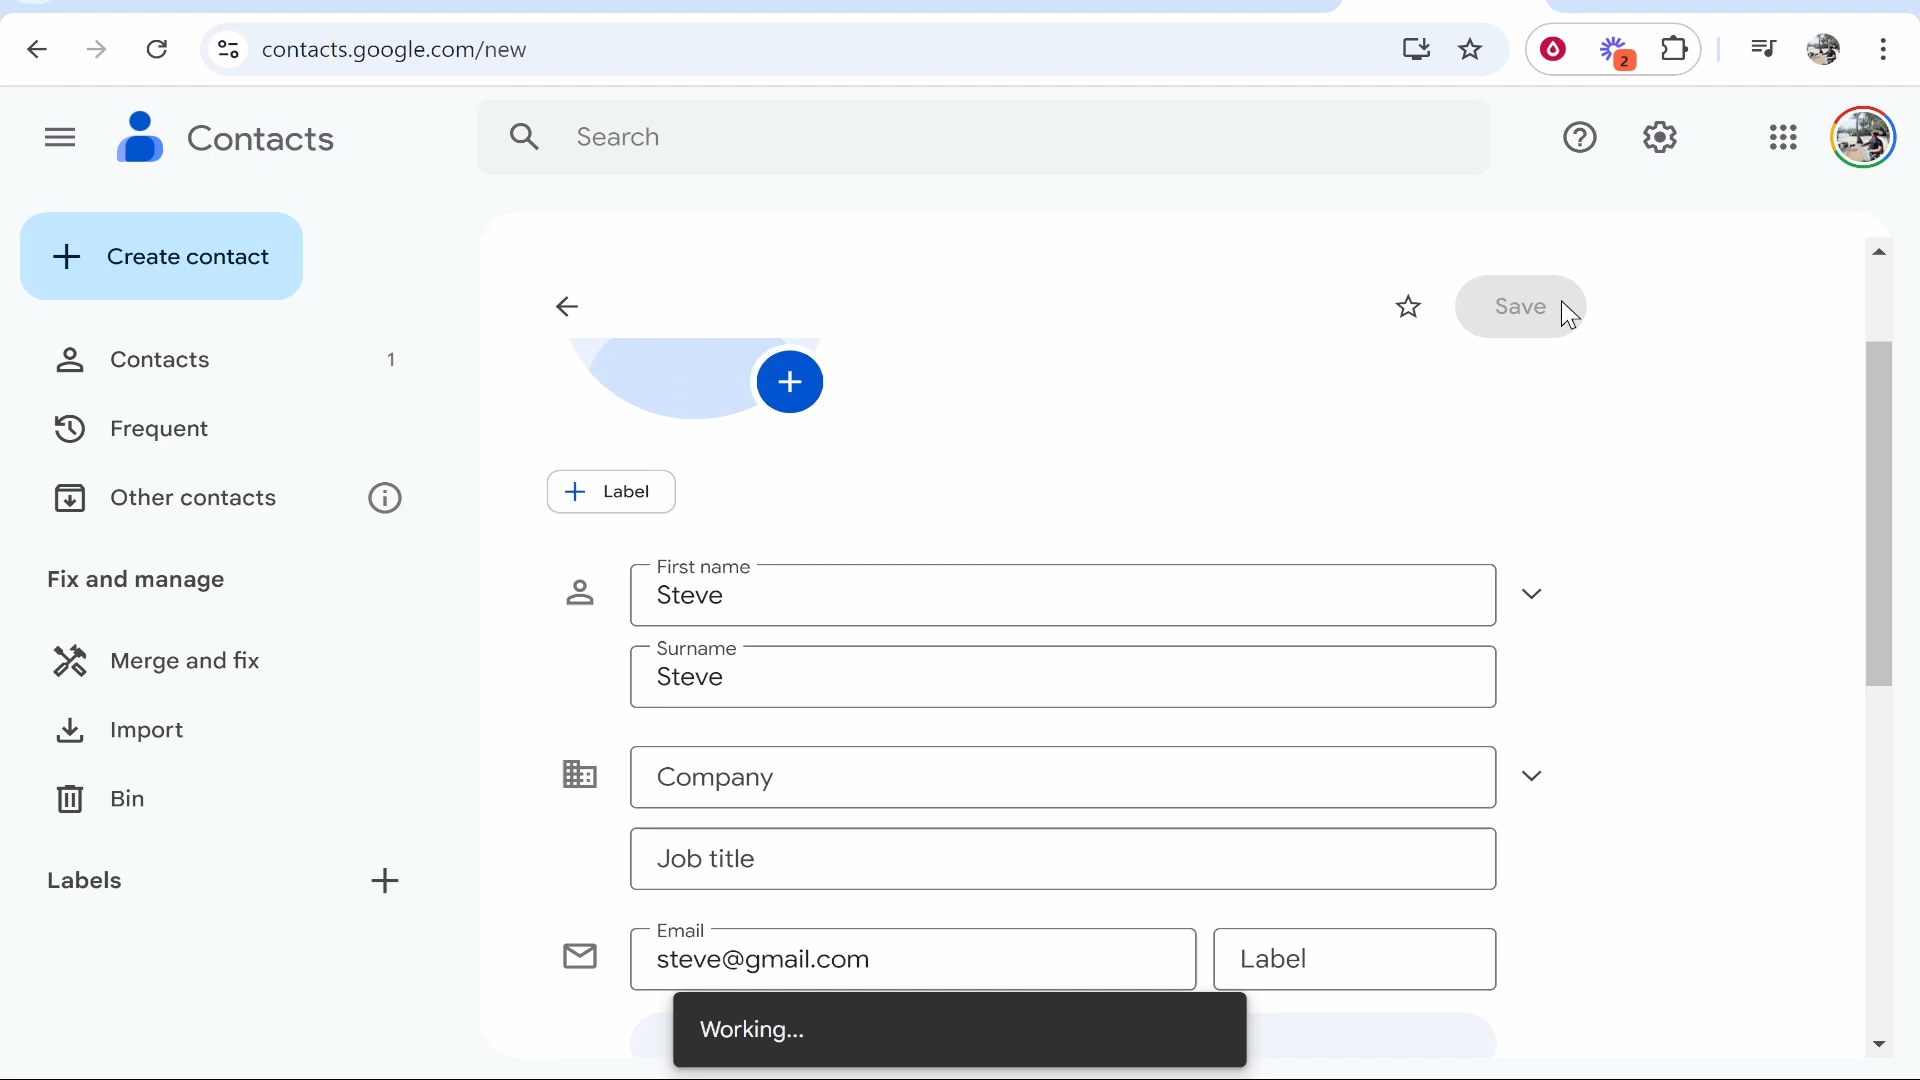 contacts.google.com/new
2
Contacts
Search
Create contact
Save
Contacts 1
Frequent
Label
Other contacts
First name
Steve
Fix and manage
Surname
Steve
Merge and fix
Import
Company
Bin
Job title
Labels
Email
steve@gmail.com
Label
Working...